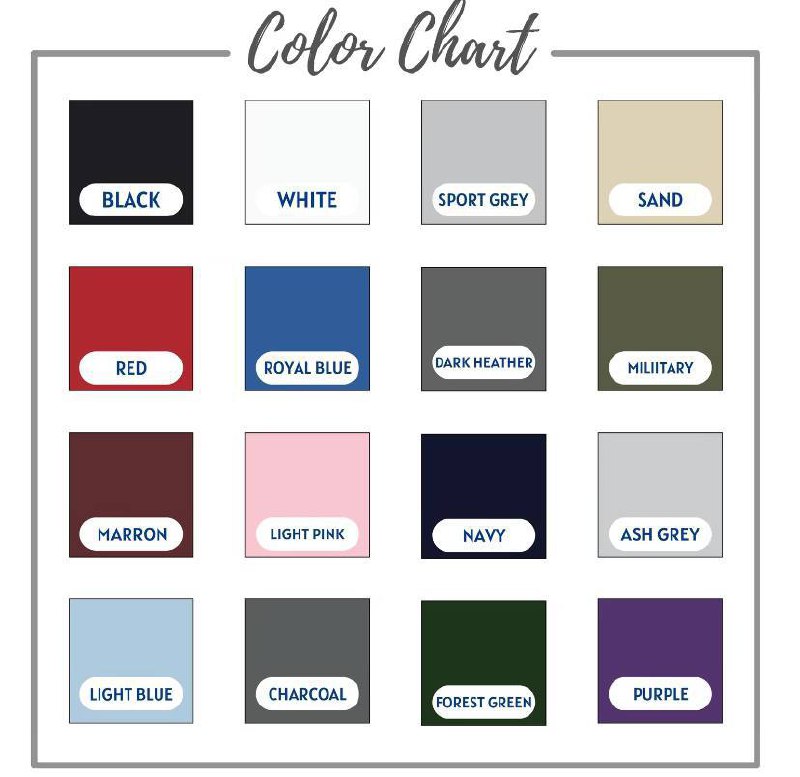 Color Chart
BLACK
WHITE
SPORT GREY
SAND
RED
ROYAL BLUE
DARK HEATHER
MILIITARY
MARRON
LIGHT PINK
NAVY
ASH GREY
LIGHT BLUE
CHARCOAL
FOREST GREEN
PURPLE